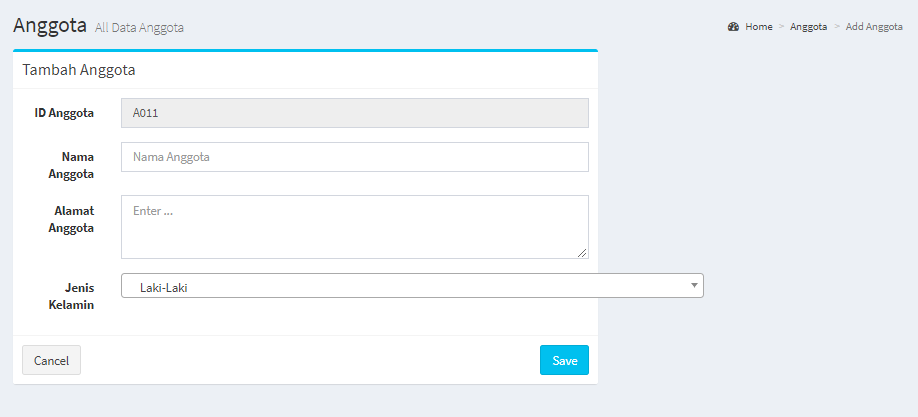 Anggota All Data Anggota
Home > Anggota > Add Anggota
Tambah Anggota
ID Anggota
A011
Nama
Anggota
Nama Anggota
Alamat
Anggota
Enter ...
Jenis
Kelamin
Laki-Laki
Cancel
Save